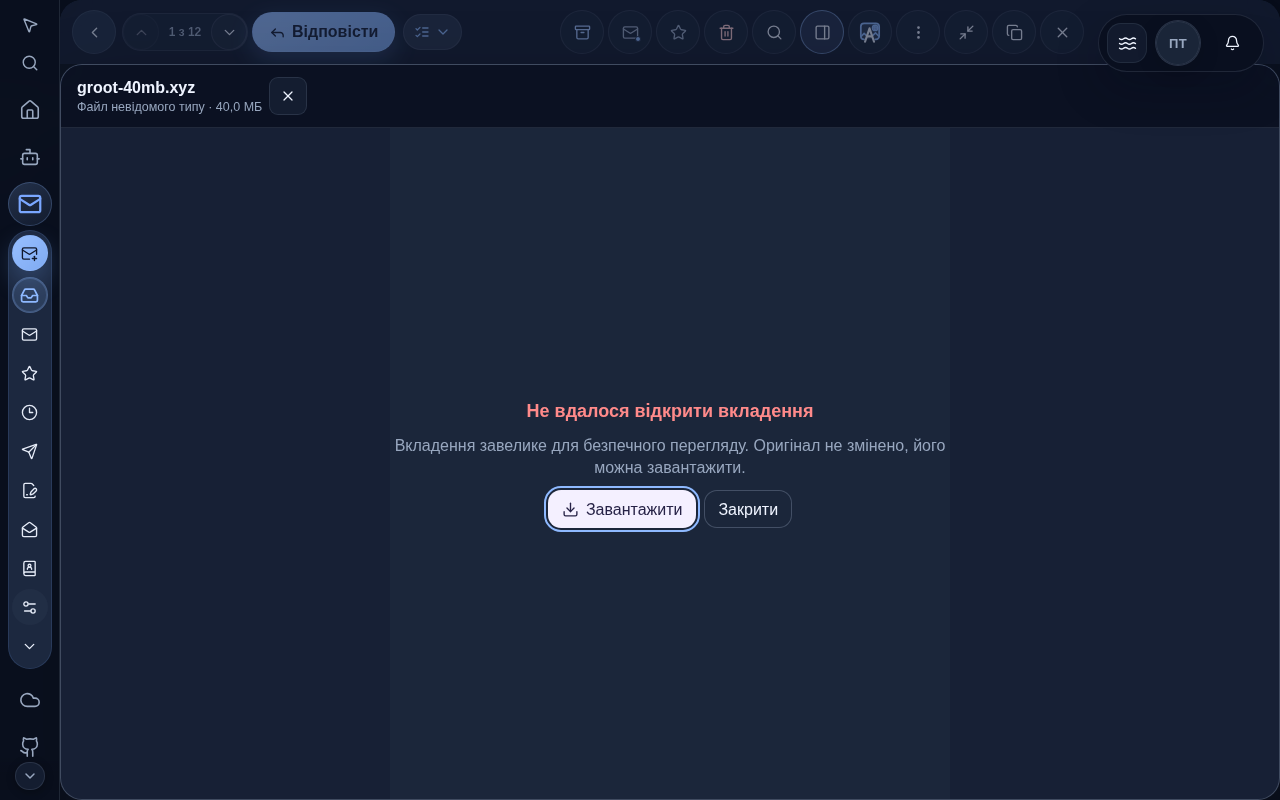 1 з 12
Відповісти
ПТ
groot-40mb.xyz
Файл невідомого типу · 40,0 МБ
Не вдалося відкрити вкладення
Вкладення завелике для безпечного перегляду. Оригінал не змінено, його
можна завантажити.
Завантажити
Закрити